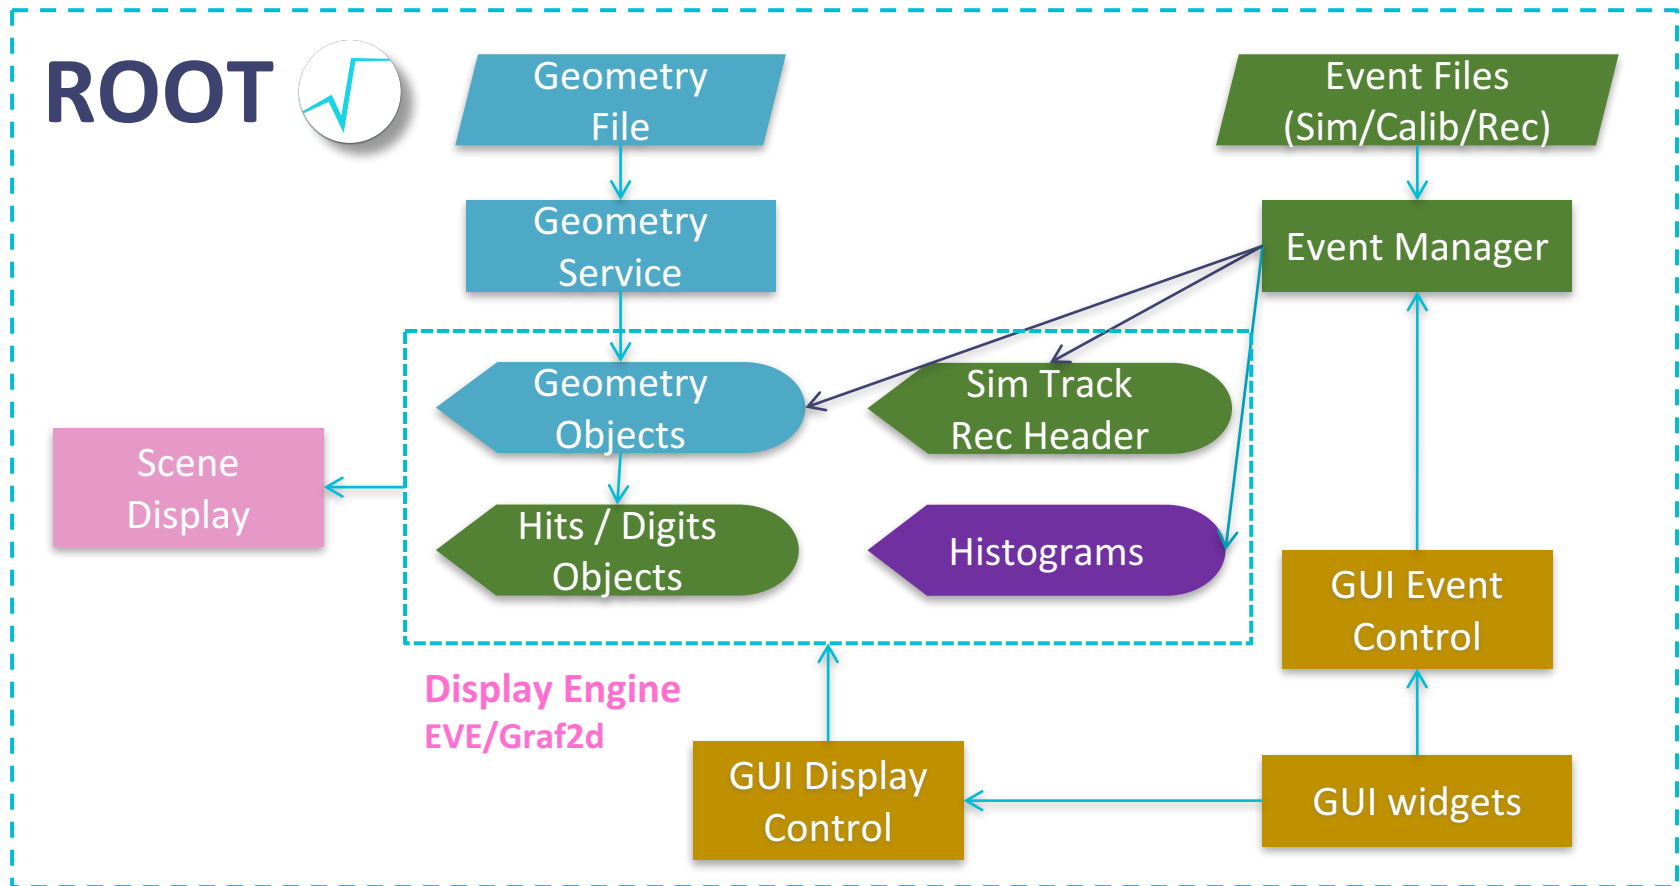 ROOT
Geometry
File
Event Files
(Sim/Calib/Rec)
Geometry
Service
Event Manager
Geometry
Objects
Sim Track
Rec Header
Scene
Display
Hits / Digits
Objects
Histograms
GUI Event
Control
Display Engine
EVE/Graf2d
GUI Display
Control
GUI widgets